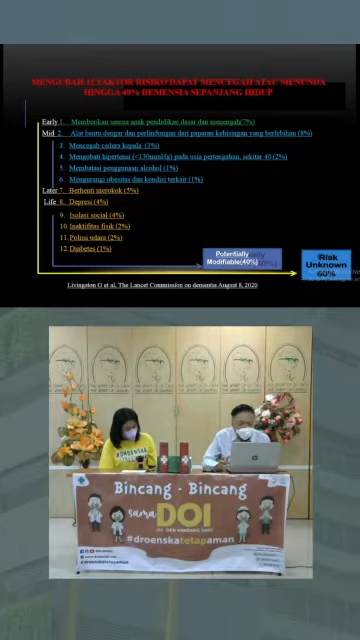 MENGUBAH 12 FAKTOR RISIKO DAPAT MENCEGAH ATAU MENUNDA
HINGGA 40% DEMENSIA SEPANJANG HIDUP
Early 1. Memberikan semua anak pendidikan dasar dan menengah(7%)
Mid 2. Alat bantu dengar dan perlindungan dari paparan kebisingan yang berlebihan (8%)
3. Mencegah cedera kepala (3%)
4. Mengobati hipertensi (<130mmHg) pada usia pertengahan, sekitar 40 (2%)
5. Membatasi penggunaan alcohol (1%)
6. Mengurangi obesitas dan kondisi terkait (1%)
Later 7. Berhenti merokok (5%)
Life 8. Depresi (4%)
9. Isolasi social (4%)
10. Inaktifitas fisik (2%)
11. Polusi udara (2%)
12. Diabetes (1%)
Potentially
Modifiable(40%)
Risk
Unknown
60%
Livingston G et al, The Lancet Commission on dementia August 8, 2020
#DROENSKA
hp
Bincang - Bincang
sama DOI
#droenskatetapaman